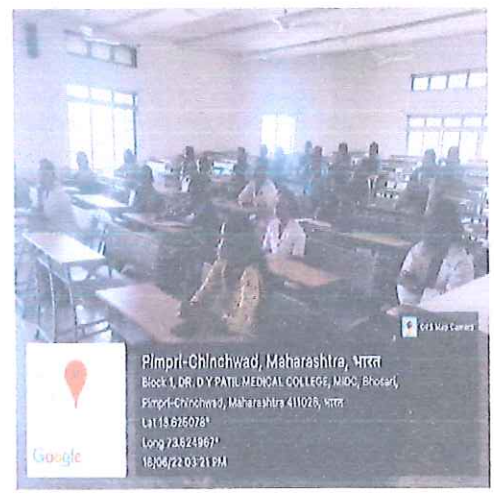 GPS Map Camera
Pimpri-Chinchwad, Maharashtra, भारत
Block 1, DR. D Y PATIL MEDICAL COLLEGE, MIDC, Bhosari,
Pimpri-Chinchwad, Maharashtra 411026, भारत
Lat 18.625078°
Long 73.824967°
18/06/22 03:21 PM
Google